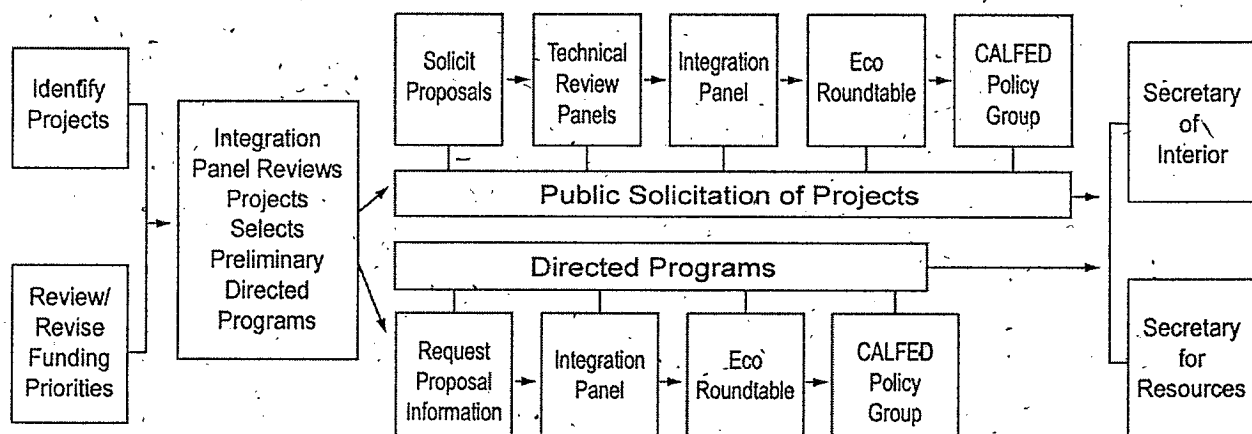 Identify
Projects
Review/
Revise
Funding
Priorities
Integration
Panel Reviews
Projects
Selects
Preliminary
Directed
Programs
Solicit
Proposals
Technical
Review
Panels
Integration
Panel
Eco
Roundtable
CALFED
Policy
Group
Public Solicitation of Projects
Directed Programs
Request
Proposal
Information
Integration
Panel
Eco
Roundtable
CALFED
Policy
Group
Secretary
of
Interior
Secretary
for
Resources